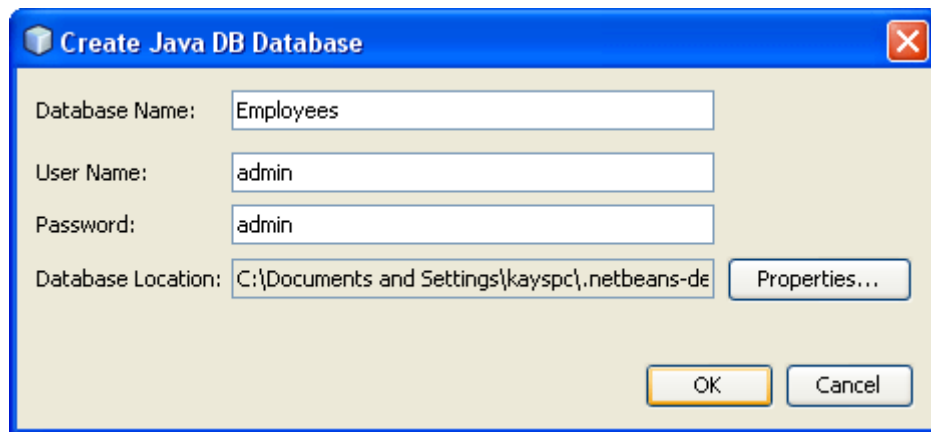 Create Java DB Database
Database Name: Employees
User Name: admin
Password: admin
Database Location: C:\Documents and Settings\kayspc\.netbeans-de Properties...
OK Cancel